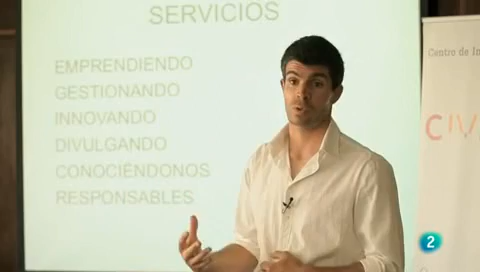 SERVICIOS
EMPRENDIENDO
GESTIONANDO
INNOVANDO
DIVULGANDO
CONOCIÉNDONOS
RESPONSABLES
Centro de In
CIV
2